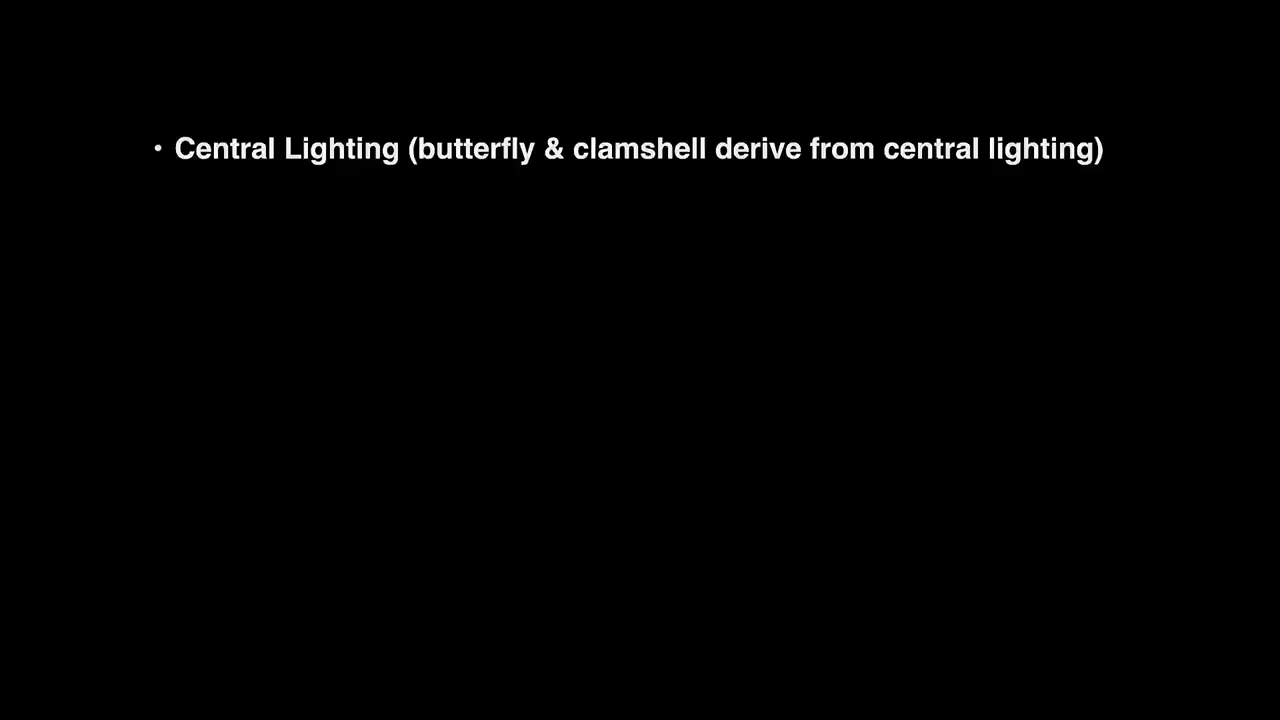 • Central Lighting (butterfly & clamshell derive from central lighting)